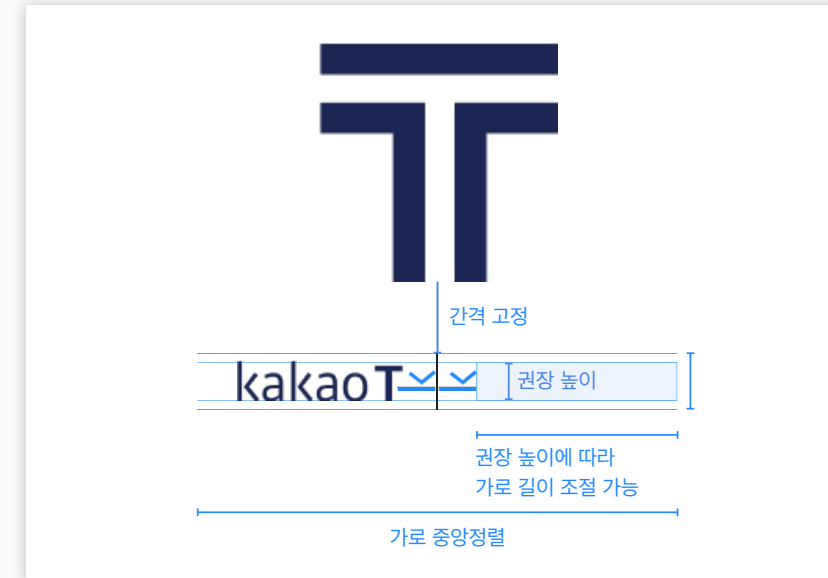 간격 고정
kakao T
권장 높이
권장 높이에 따라
가로 길이 조절 가능
가로 중앙정렬